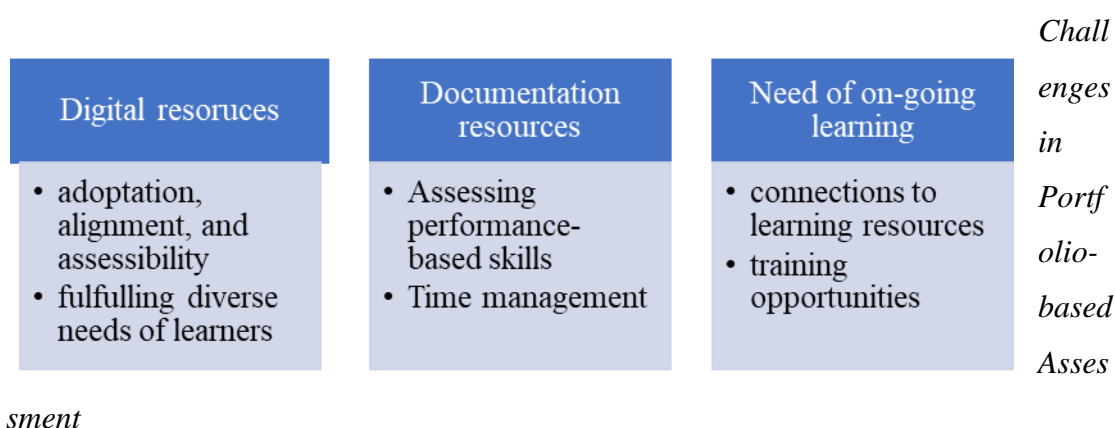 Digital resoruces
• adoptation,
alignment, and
assessibility
• fulfulling diverse
needs of learners
Documentation
resources
• Assessing
performance-
based skills
• Time management
Need of on-going
learning
• connections to
learning resources
• training
opportunities
Chall
enges
in
Portf
olio-
based
Asses
sment